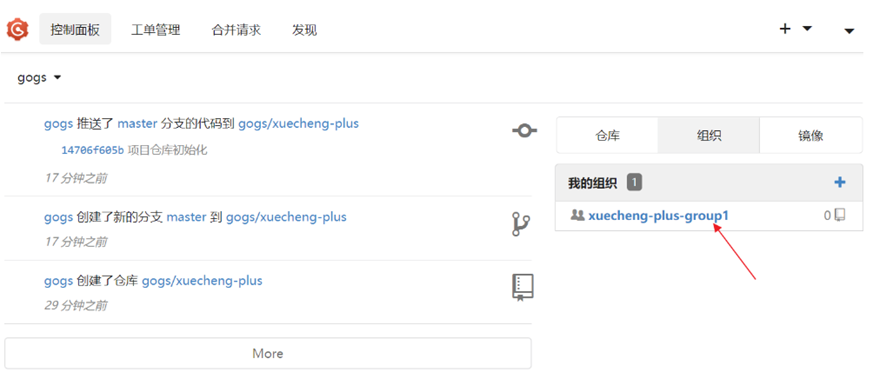 控制面板 工单管理 合并请求 发现
gogs
gogs 推送了 master 分支的代码到 gogs/xuecheng-plus
14706f605b 项目仓库初始化
17 分钟之前
gogs 创建了新的分支 master 到 gogs/xuecheng-plus
17 分钟之前
gogs 创建了仓库 gogs/xuecheng-plus
29 分钟之前
More
仓库 组织 镜像
我的组织 1
xuecheng-plus-group1 0